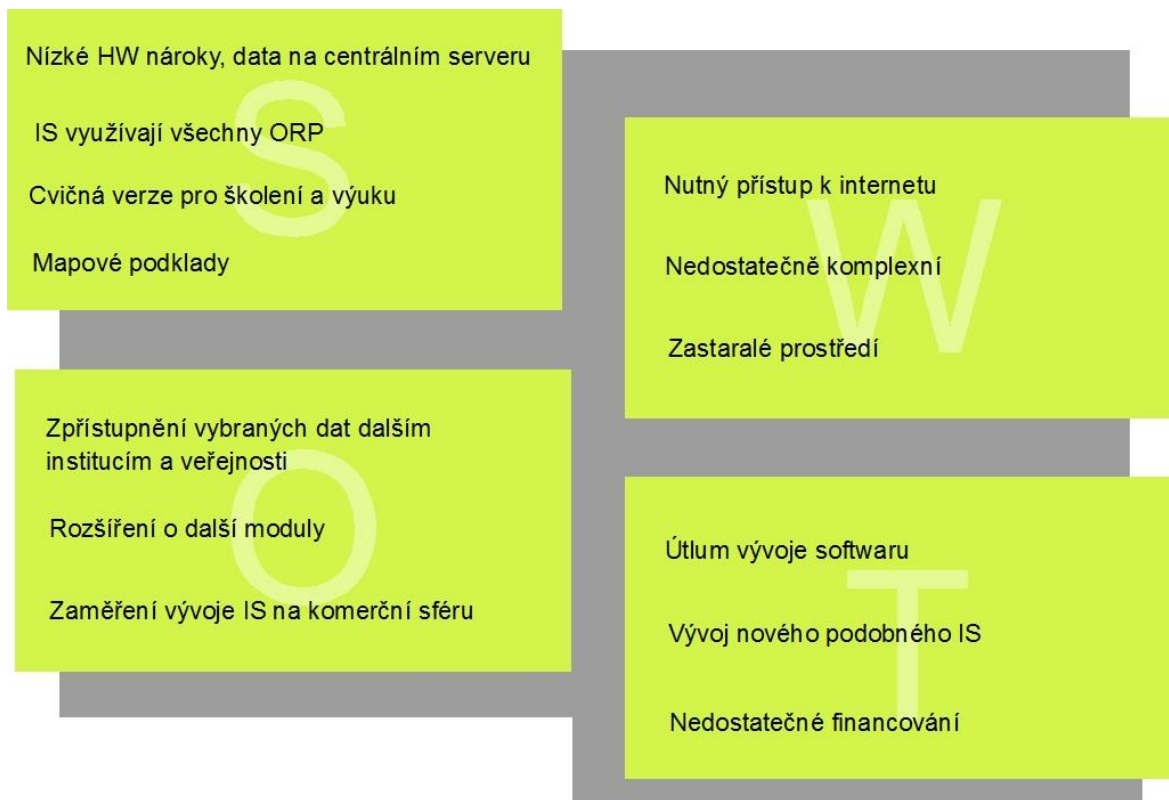 S
Nízké HW nároky, data na centrálním serveru
IS využívají všechny ORP
Cvičná verze pro školení a výuku
Mapové podklady
W
Nutný přístup k internetu
Nedostatečně komplexní
Zastaralé prostředí
O
Zpřístupnění vybraných dat dalším
institucím a veřejnosti
Rozšíření o další moduly
Zaměření vývoje IS na komerční sféru
T
Útlum vývoje softwaru
Vývoj nového podobného IS
Nedostatečné financování